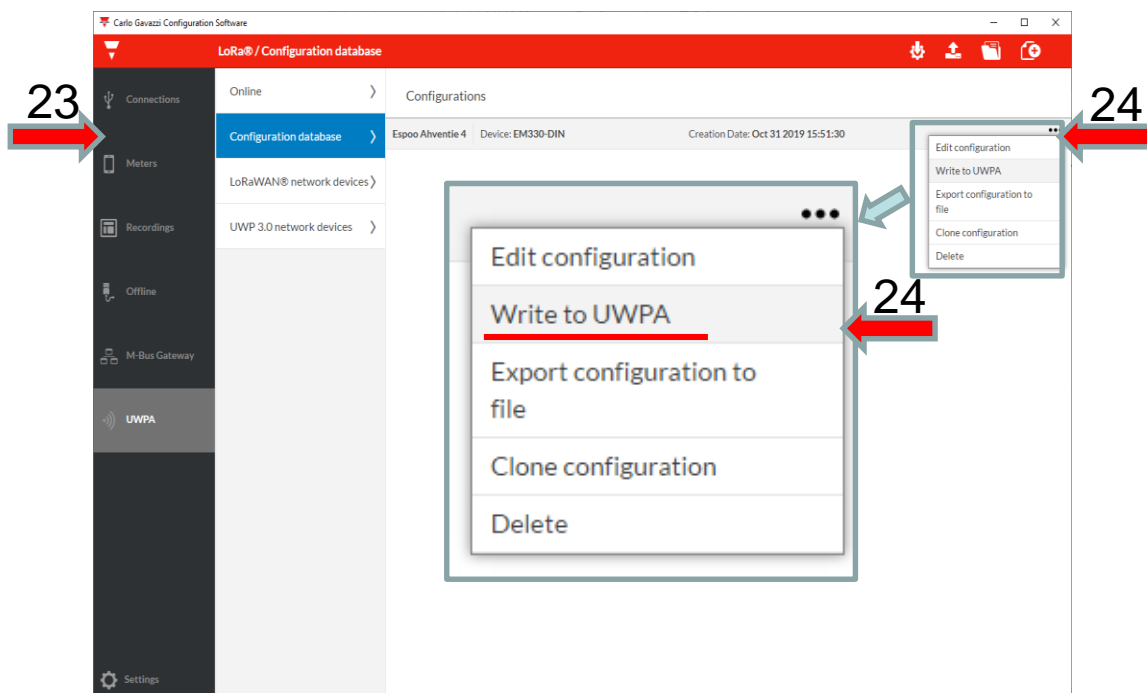 Carlo Gavazzi Configuration Software
LoRa® / Configuration database
23
24
Connections
Meters
Recordings
Offline
M-Bus Gateway
UWPA
Settings
Online
Configuration database
LoRaWAN® network devices
UWP 3.0 network devices
Configurations
Espoo Ahventie 4 Device: EM330-DIN Creation Date: Oct 31 2019 15:51:30
Edit configuration
Write to UWPA
Export configuration to
file
Clone configuration
Delete
Edit configuration
Write to UWPA
24
Export configuration to
file
Clone configuration
Delete